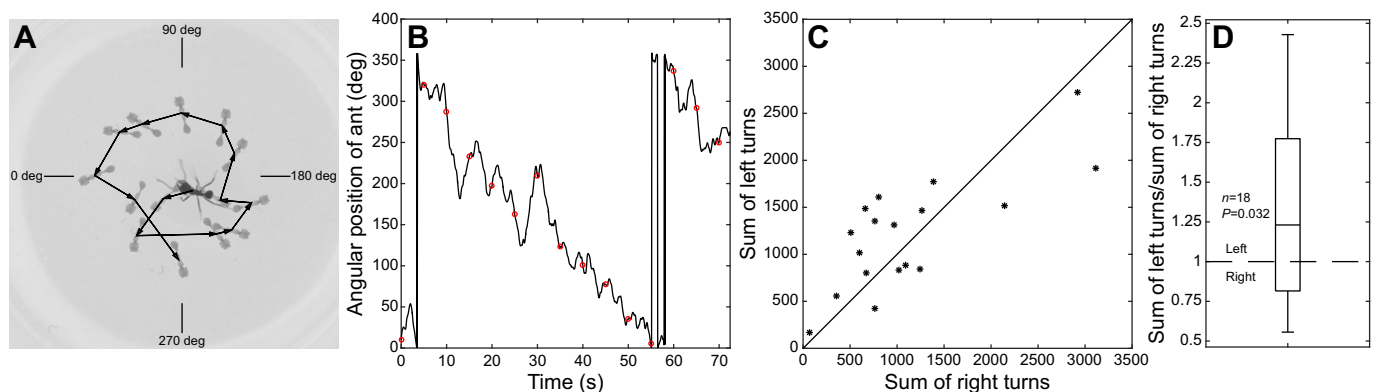 A
90 deg
0 deg
180 deg
270 deg
B
Angular position of ant (deg)
400
350
300
250
200
150
100
50
0
0 10 20 30 40 50 60 70
Time (s)
C
Sum of left turns
3500
3000
2500
2000
1500
1000
500
0
0 500 1000 1500 2000 2500 3000 3500
Sum of right turns
D
Sum of left turns/sum of right turns
2.5
2.25
2
1.75
1.5
1.25
1
0.75
0.5
n=18
P=0.032
Left
Right